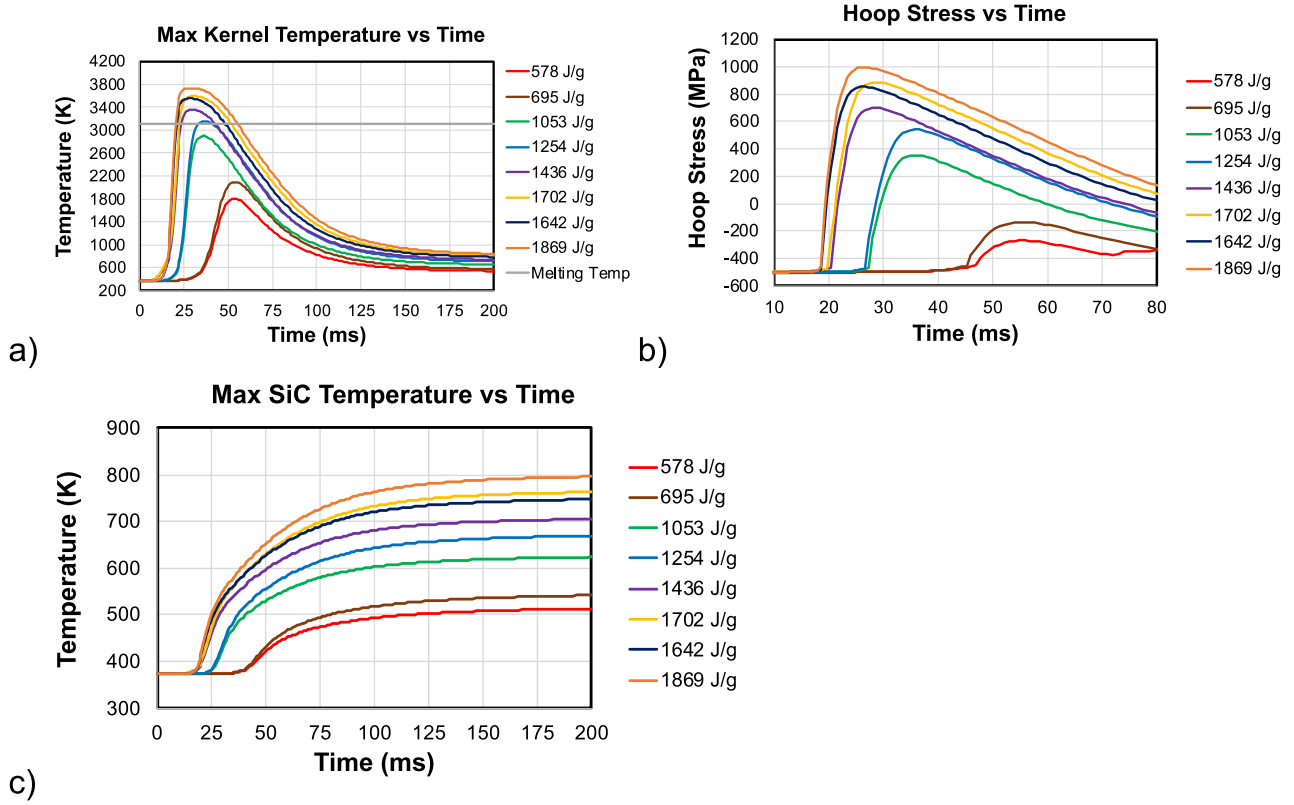 Max Kernel Temperature vs Time
Temperature (K)
4200
3800
3400
3000
2600
2200
1800
1400
1000
600
200
0 25 50 75 100 125 150 175 200
Time (ms)
578 J/g
695 J/g
1053 J/g
1254 J/g
1436 J/g
1702 J/g
1642 J/g
1869 J/g
Melting Temp
a)
Hoop Stress vs Time
Hoop Stress (MPa)
1200
1000
800
600
400
200
0
-200
-400
-600
10 20 30 40 50 60 70 80
Time (ms)
578 J/g
695 J/g
1053 J/g
1254 J/g
1436 J/g
1702 J/g
1642 J/g
1869 J/g
b)
Max SiC Temperature vs Time
Temperature (K)
900
800
700
600
500
400
300
0 25 50 75 100 125 150 175 200
Time (ms)
578 J/g
695 J/g
1053 J/g
1254 J/g
1436 J/g
1702 J/g
1642 J/g
1869 J/g
c)